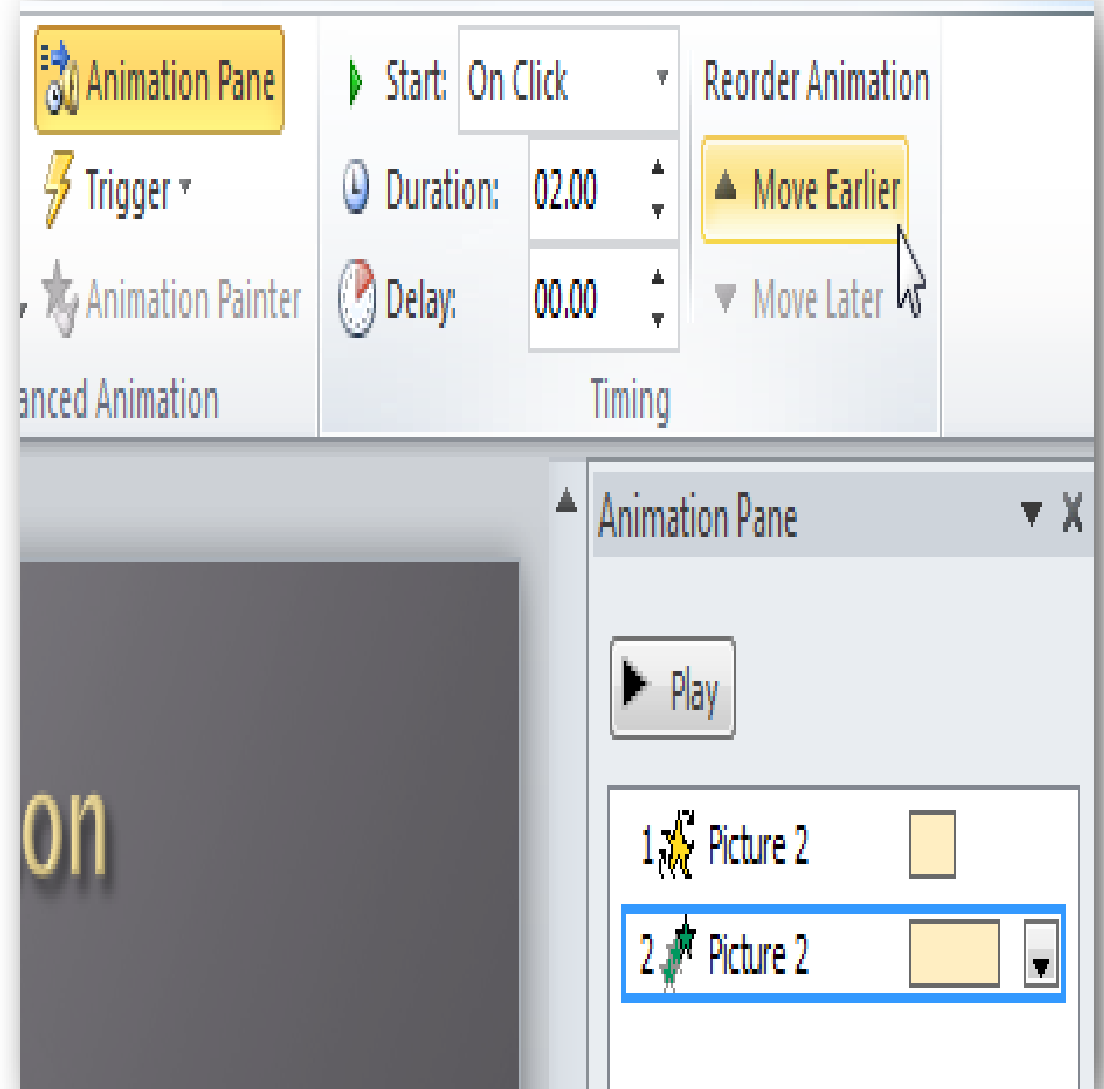 Animation Pane
Start: On Click
Reorder Animation
Trigger
Duration: 02.00
Move Earlier
Animation Painter
Delay: 00.00
Move Later
anced Animation
Timing
Animation Pane
Play
on
1 Picture 2
2 Picture 2